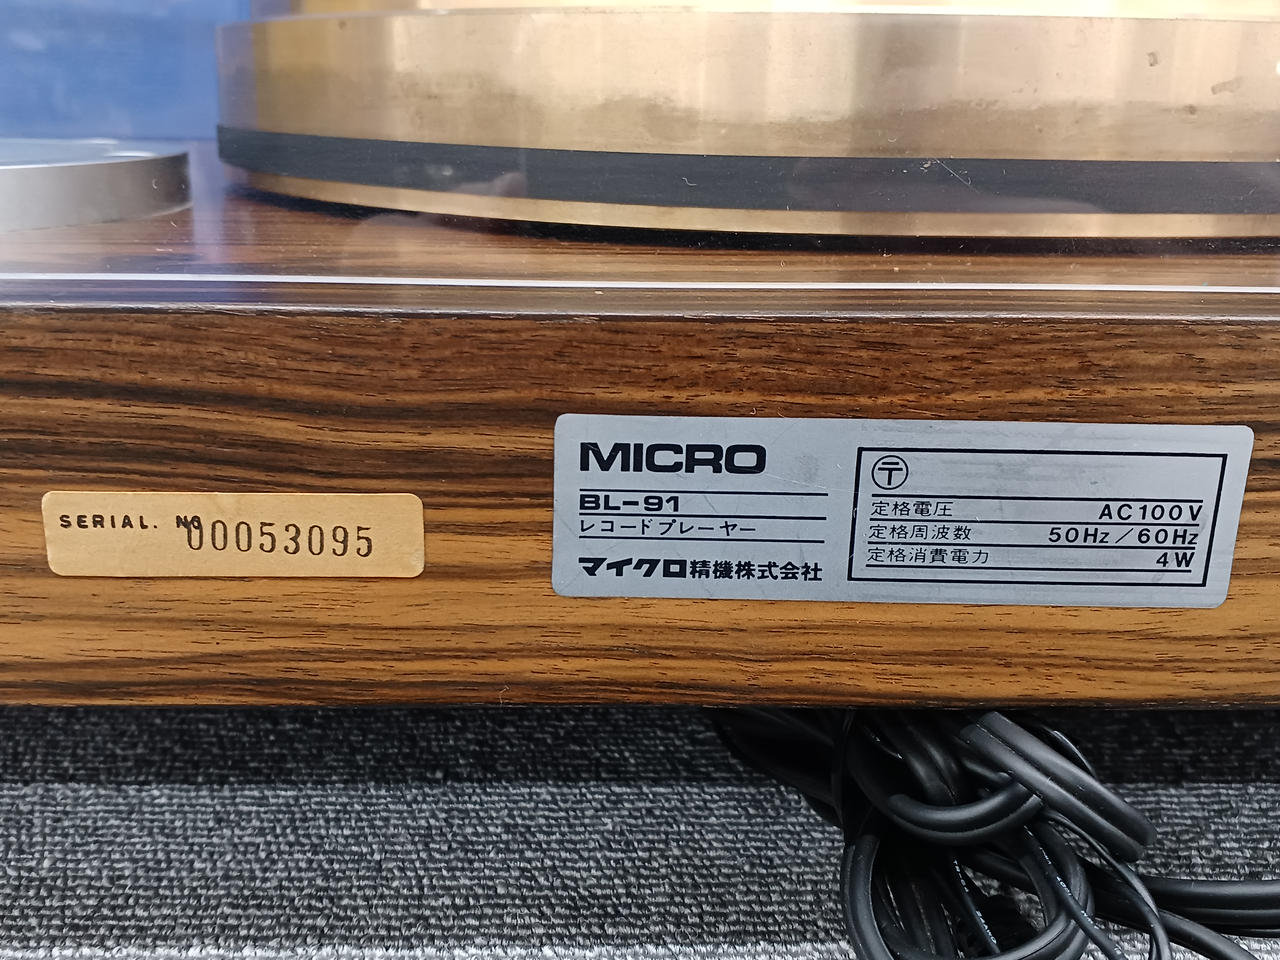 SERIAL. No
00053095
MICRO
BL-91
レコードプレーヤー
マイクロ精機株式会社
〒
定格電圧 AC100V
定格周波数 50Hz／60Hz
定格消費電力 4W